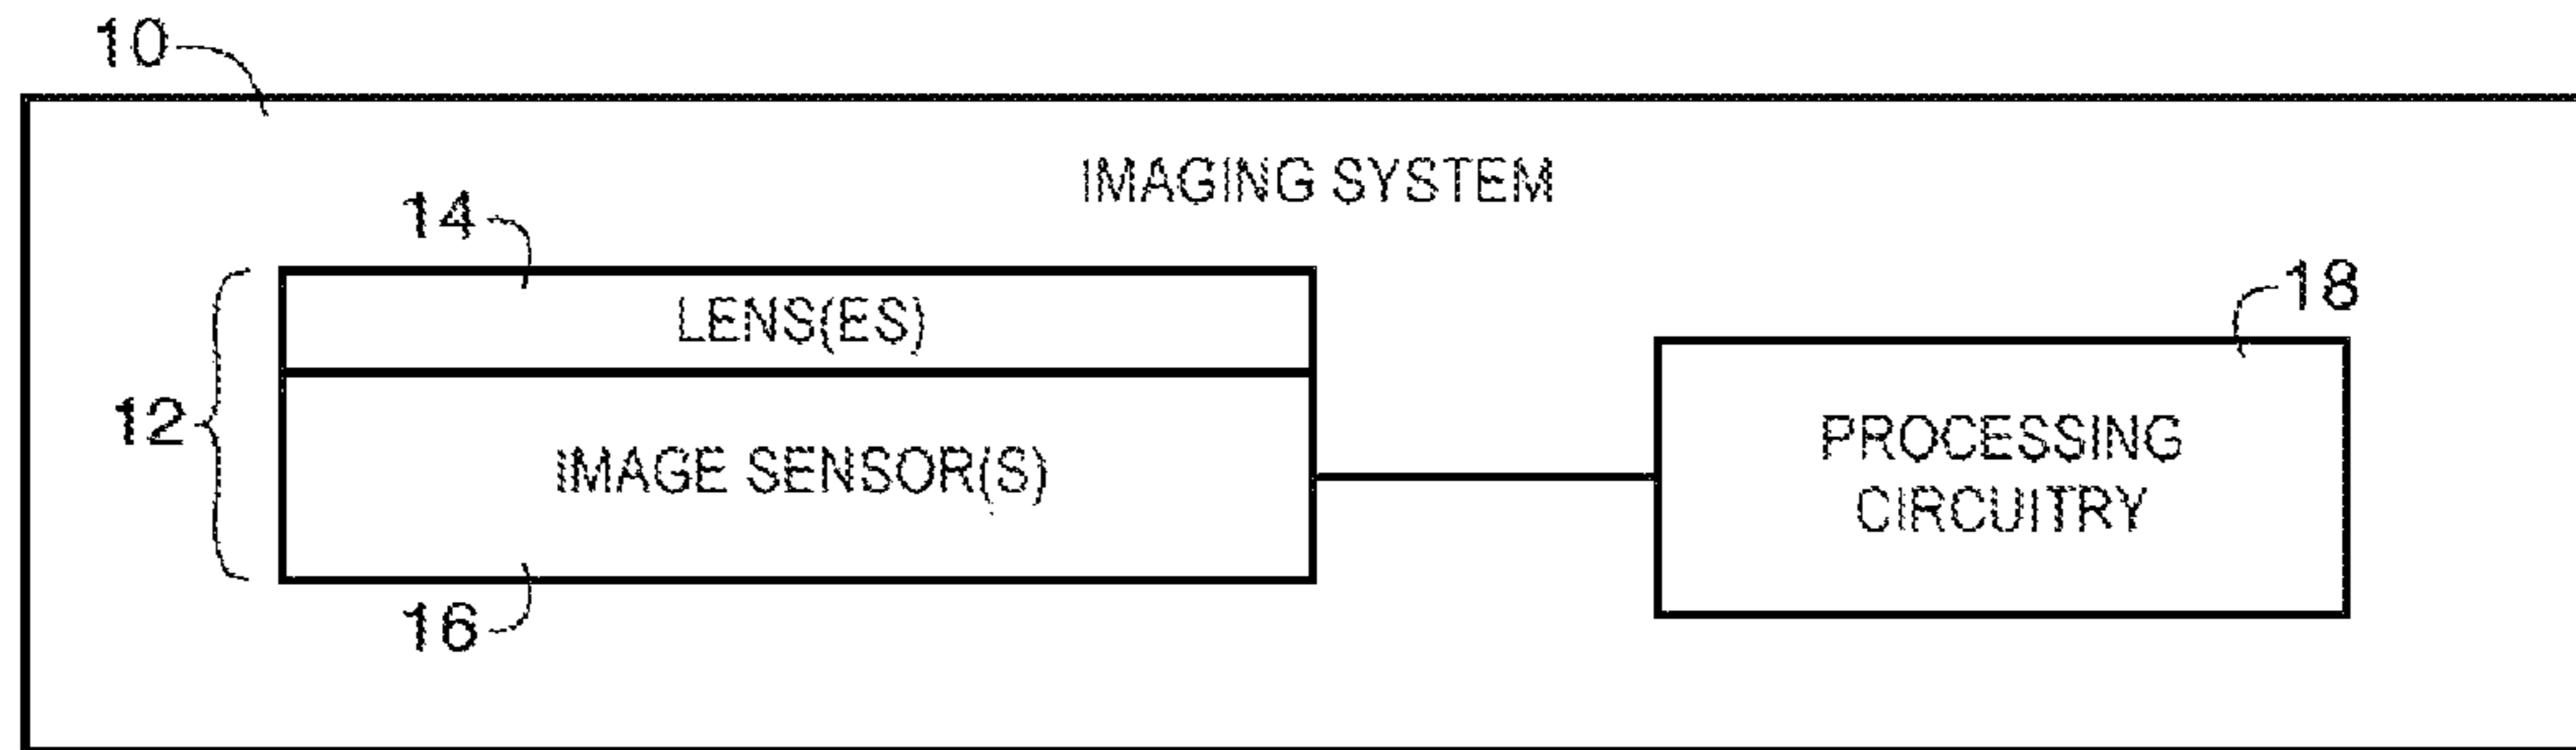 10
IMAGING SYSTEM
14
LENS(ES)
18
12
PROCESSING
CIRCUITRY
IMAGE SENSOR(S)
16